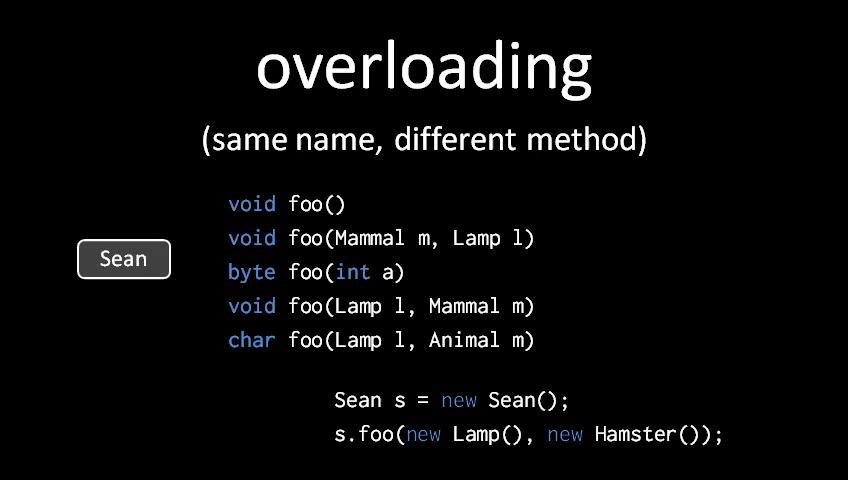 overloading
(same name, different method)
void foo()
void foo(Mammal m, Lamp l)
Sean
byte foo(int a)
void foo(Lamp l, Mammal m)
char foo(Lamp l, Animal m)
Sean s = new Sean();
s.foo(new Lamp(), new Hamster());